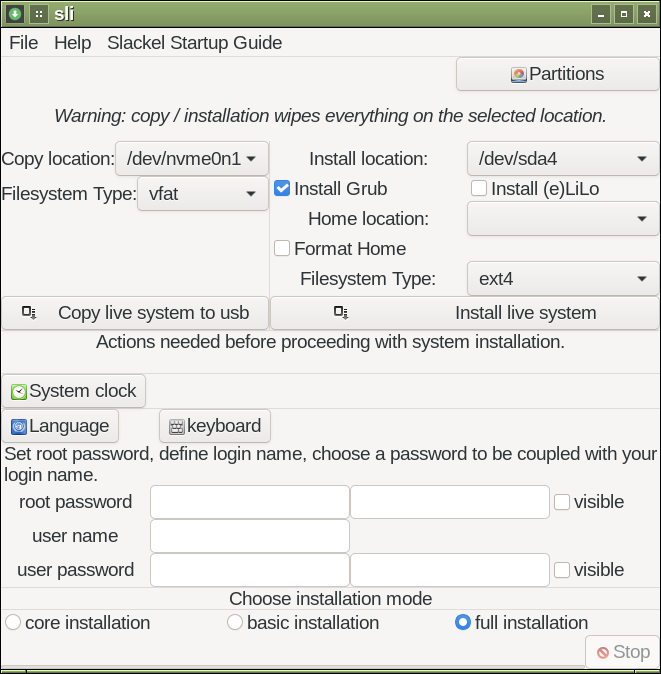 sli
File Help Slackel Startup Guide
Partitions
Warning: copy / installation wipes everything on the selected location.
Copy location: /dev/nvme0n1 Install location: /dev/sda4
Filesystem Type: vfat Install Grub Install (e)LiLo
Home location:
Format Home
Filesystem Type: ext4
Copy live system to usb Install live system
Actions needed before proceeding with system installation.
System clock
Language keyboard
Set root password, define login name, choose a password to be coupled with your
login name.
root password visible
user name
user password visible
Choose installation mode
core installation basic installation full installation
Stop